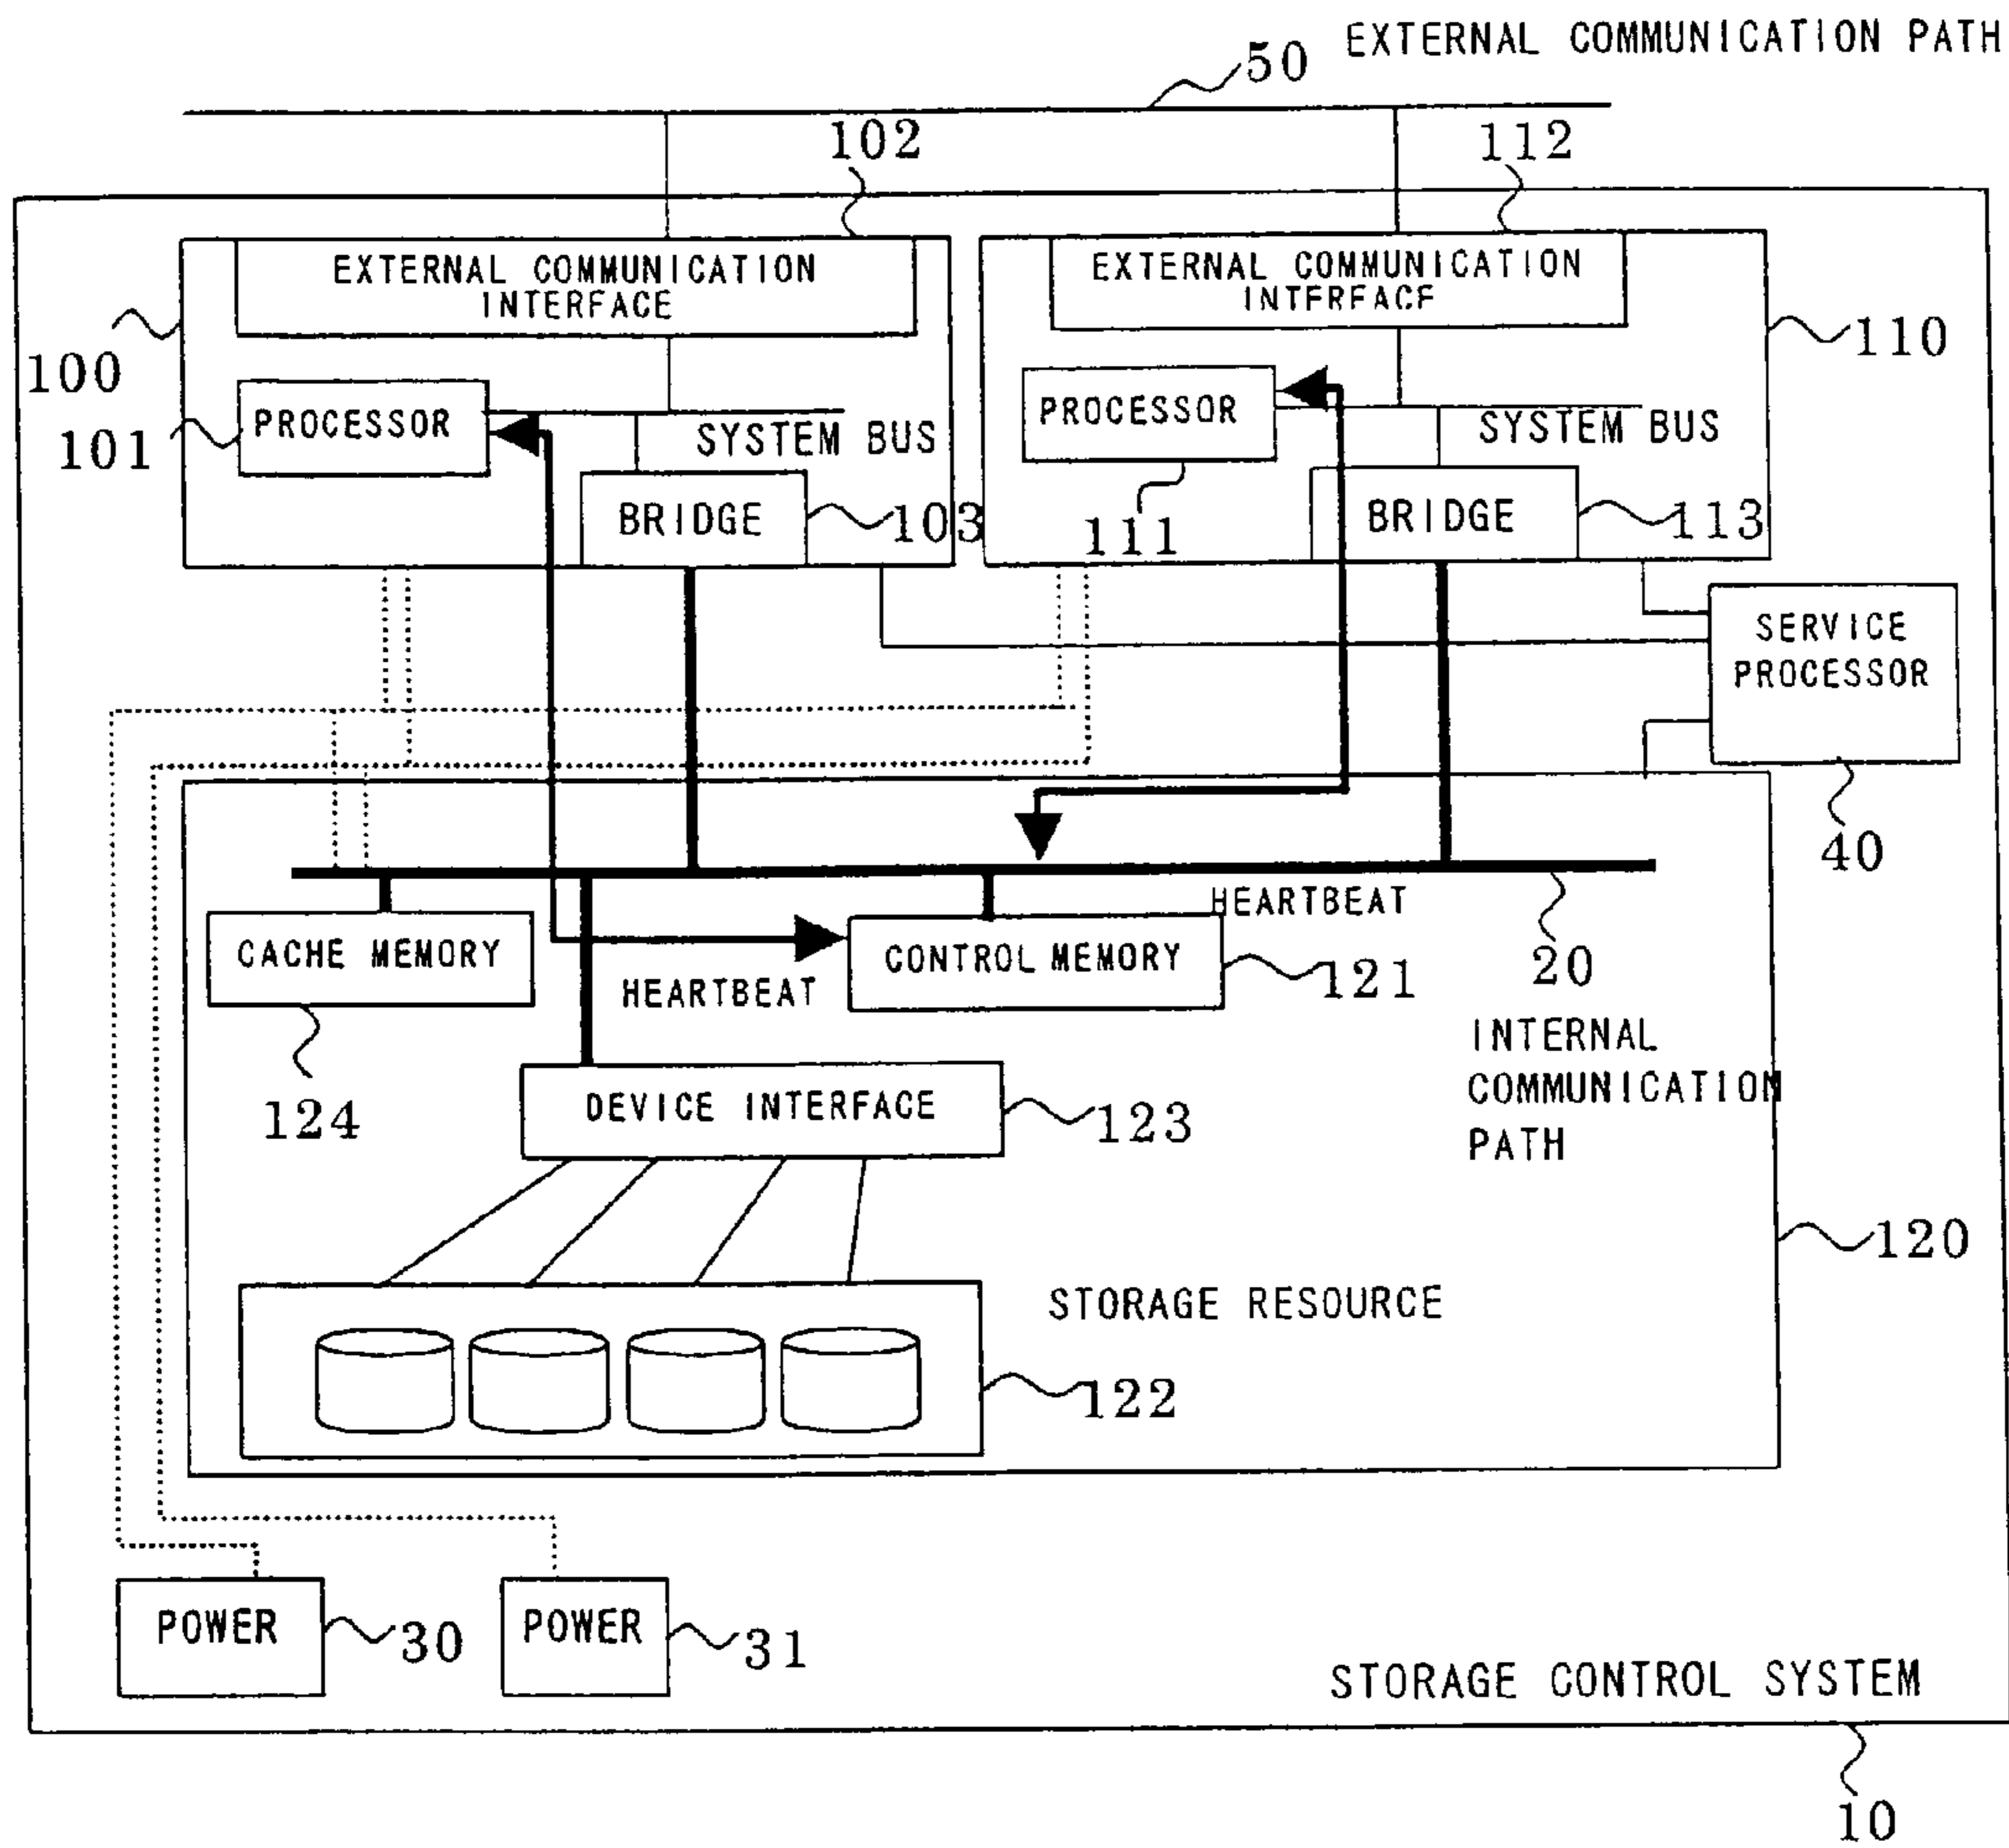 EXTERNAL COMMUNICATION PATH
50
102
112
EXTERNAL COMMUNICATION
INTERFACE
EXTERNAL COMMUNICATION
INTERFACE
100
110
PROCESSOR
101
SYSTEM BUS
PROCESSOR
SYSTEM BUS
BRIDGE
103
111
BRIDGE
113
SERVICE
PROCESSOR
40
HEARTBEAT
20
CACHE MEMORY
CONTROL MEMORY
121
HEARTBEAT
124
INTERNAL
COMMUNICATION
PATH
DEVICE INTERFACE
123
120
STORAGE RESOURCE
122
POWER
30
POWER
31
STORAGE CONTROL SYSTEM
10